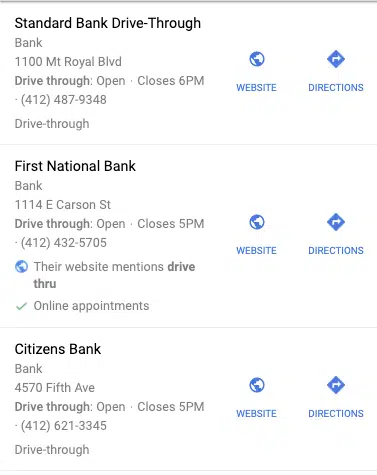 Standard Bank Drive-Through
Bank
1100 Mt Royal Blvd
Drive through: Open · Closes 6PM
· (412) 487-9348
Drive-through
WEBSITE
DIRECTIONS
First National Bank
Bank
1114 E Carson St
Drive through: Open · Closes 5PM
· (412) 432-5705
Their website mentions drive
thru
Online appointments
WEBSITE
DIRECTIONS
Citizens Bank
Bank
4570 Fifth Ave
Drive through: Open · Closes 5PM
· (412) 621-3345
Drive-through
WEBSITE
DIRECTIONS